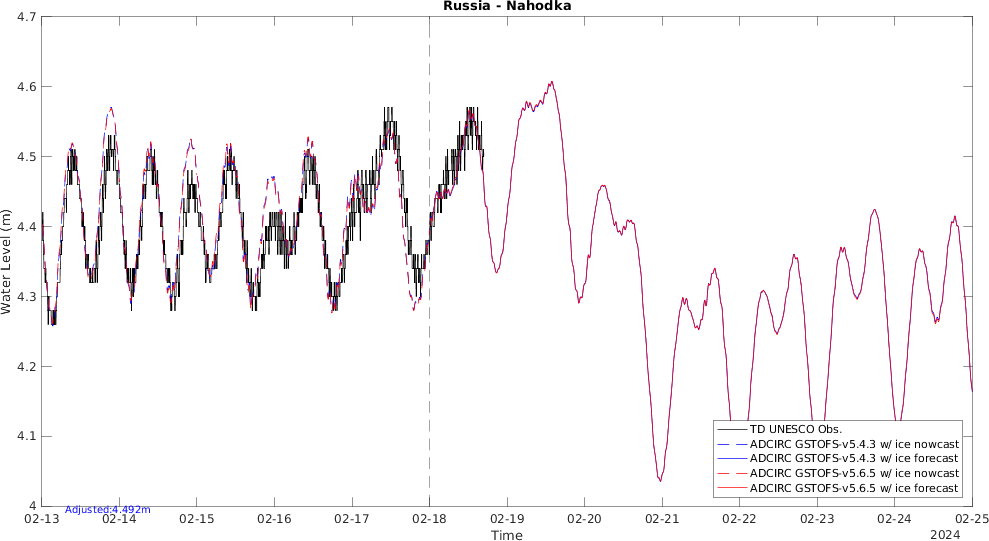 Russia - Nahodka
4.7
4.6
4.5
4.4
4.3
4.2
4.1
4
Water Level (m)
TD UNESCO Obs.
ADCIRC GSTOFS-v5.4.3 w/ ice nowcast
ADCIRC GSTOFS-v5.4.3 w/ ice forecast
ADCIRC GSTOFS-v5.6.5 w/ ice nowcast
ADCIRC GSTOFS-v5.6.5 w/ ice forecast
Adjusted:4.492m
02-13 02-14 02-15 02-16 02-17 02-18 02-19 02-20 02-21 02-22 02-23 02-24 02-25
Time
2024